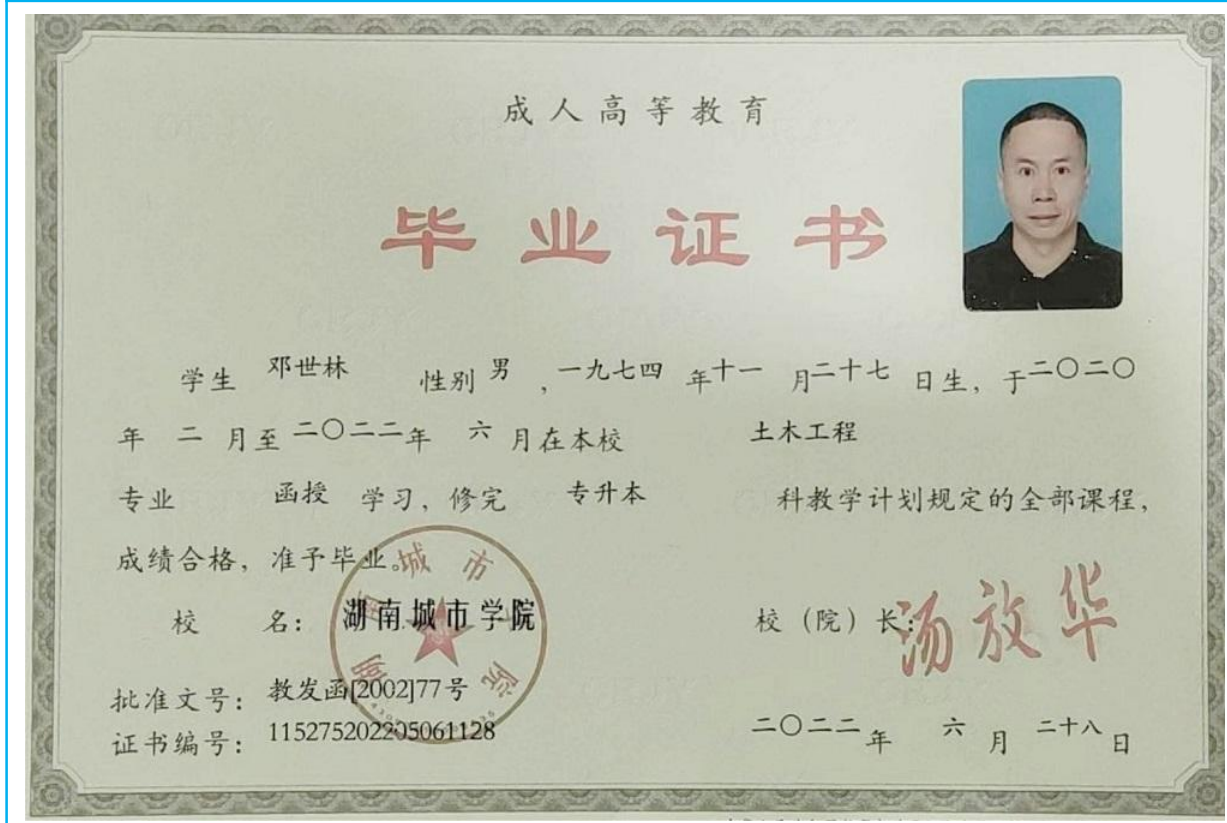 成人高等教育
毕业证书
学生 邓世林 性别 男 ,一九七四 年十一 月二十七 日生, 于二〇二〇
年 二 月至 二〇二二年 六 月在本校 土木工程
专业 函授 学习, 修完 专升本 科教学计划规定的全部课程,
成绩合格, 准予毕业。
校 名: 湖南城市学院 校(院)长: 汤放华
湖南城市学院
批准文号: 教发函[2002]77号
证书编号: 115275202205061128 二〇二二年 六 月 二十八 日